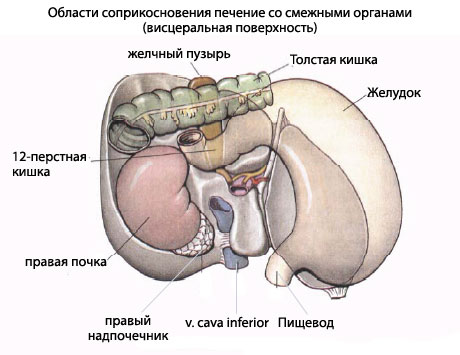 Области соприкосновения печение со смежными органами
(висцеральная поверхность)
желчный пузырь
Толстая кишка
Желудок
12-перстная
кишка
правая почка
правый
надпочечник
v. cava inferior
Пищевод